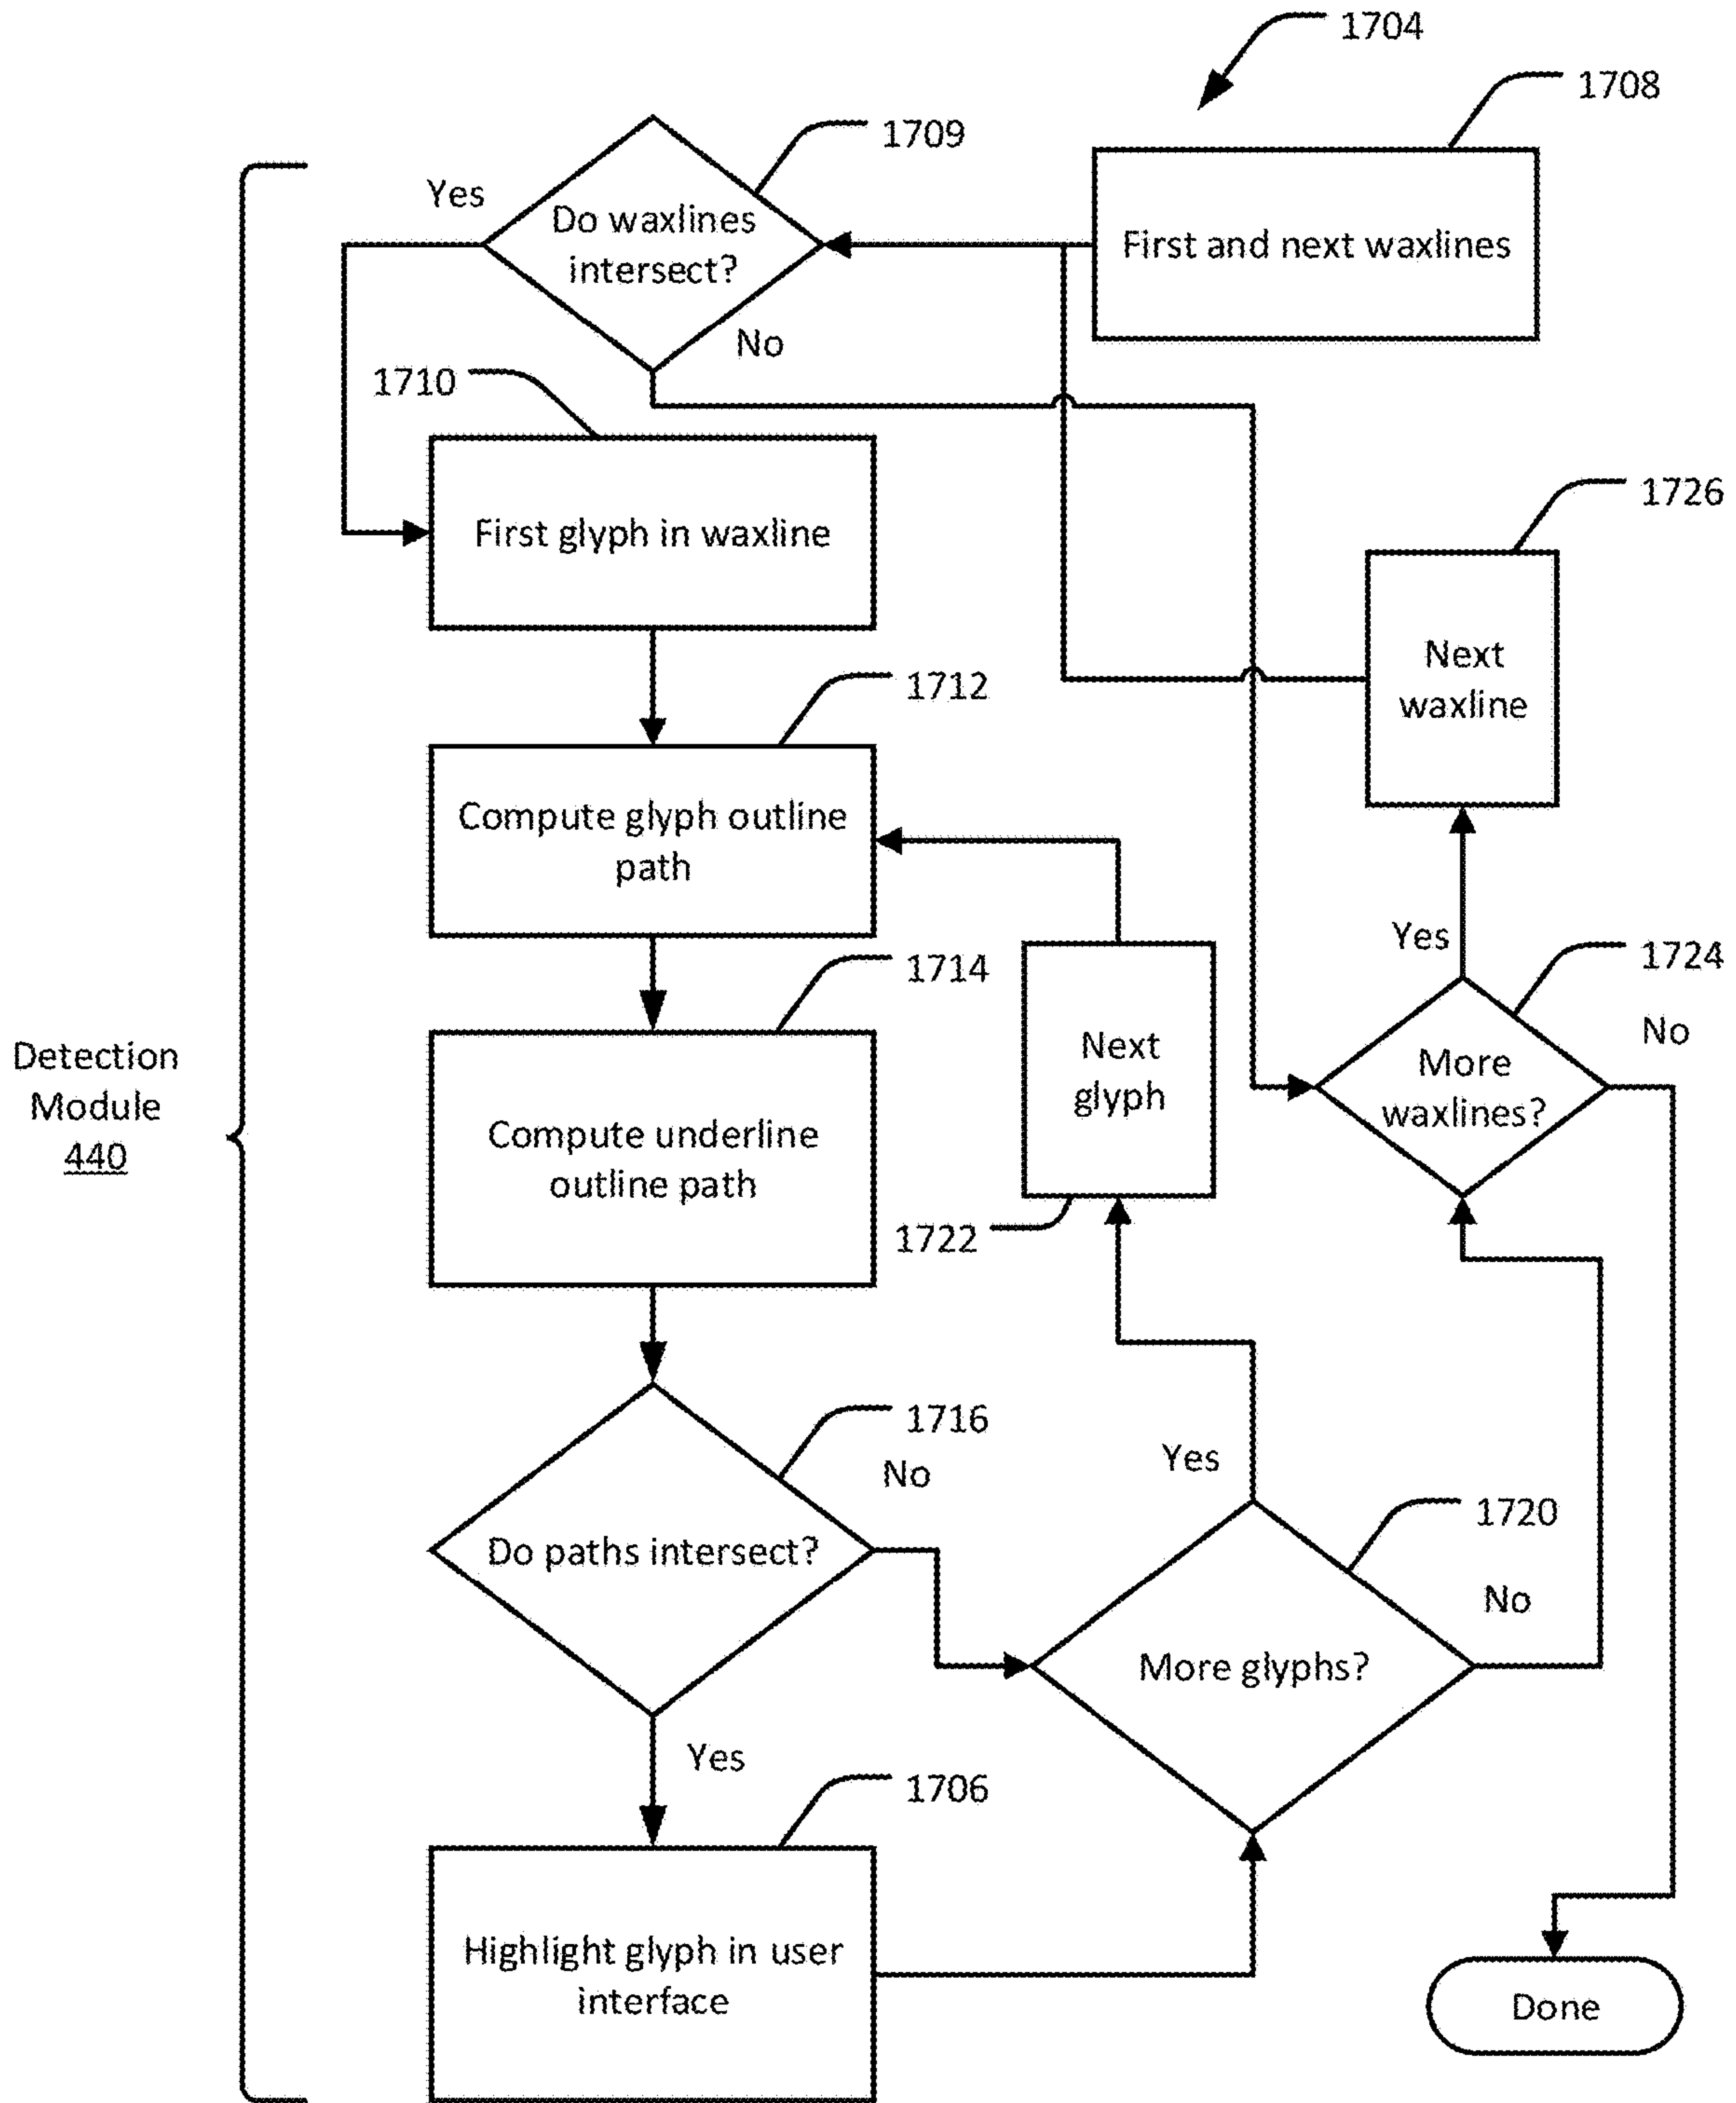 1704
1708
1709
Yes
Do waxlines
intersect?
First and next waxlines
No
1710
1726
First glyph in waxline
Next
waxline
1712
Compute glyph outline
path
Yes
1724
1714
No
Next
glyph
Detection
Module
440
More
waxlines?
Compute underline
outline path
1722
1716
No
Yes
1720
Do paths intersect?
No
More glyphs?
Yes
1706
Highlight glyph in user
interface
Done